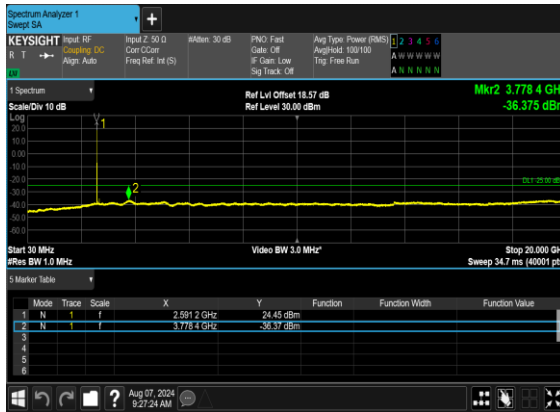 Spectrum Analyzer 1
Swept SA
+
KEYSIGHT Input: RF Input Z: 50 Ω #Atten: 30 dB PNO: Fast Avg Type: Power (RMS) 1 2 3 4 5 6
R T Coupling: DC Corr CCorr Gate: Off Avg|Hold: 100/100 A W W W W W
Align: Auto Freq Ref: Int (S) IF Gain: Low Trig: Free Run
LXI Sig Track: Off A N N N N N
1 Spectrum Ref Lvl Offset 18.57 dB Mkr2 3.778 4 GH
Scale/Div 10 dB Ref Level 30.00 dBm -36.375 dBr
Log
20.0
10.0
0.00
-10.0
-20.0
-30.0
-40.0
-50.0
-60.0
1
2
DL1 -25.00 dB
Start 30 MHz Video BW 3.0 MHz* Stop 20.000 GH
#Res BW 1.0 MHz Sweep 34.7 ms (40001 pt
5 Marker Table
Mode Trace Scale X Y Function Function Width Function Value
1 N 1 f 2.591 2 GHz 24.45 dBm
2 N 1 f 3.778 4 GHz -36.37 dBm
3
4
5
6
? Aug 07, 2024
9:27:24 AM